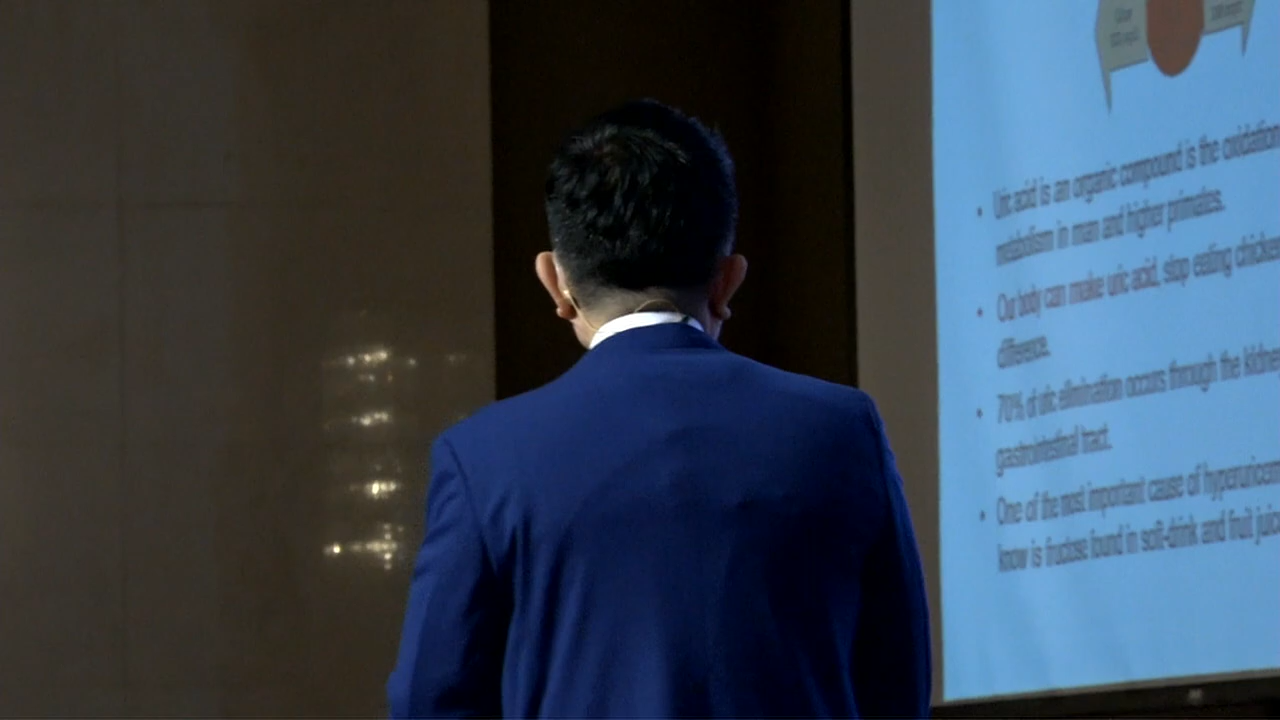 Uric acid is an organic compound is the oxidation
metabolism in man and higher primates.
Our body can make uric acid, stop eating chicken
difference.
70% of uric elimination occurs through the kidney
gastrointestinal tract.
One of the most important cause of
know is fructose found in soft-drink and fruit juic